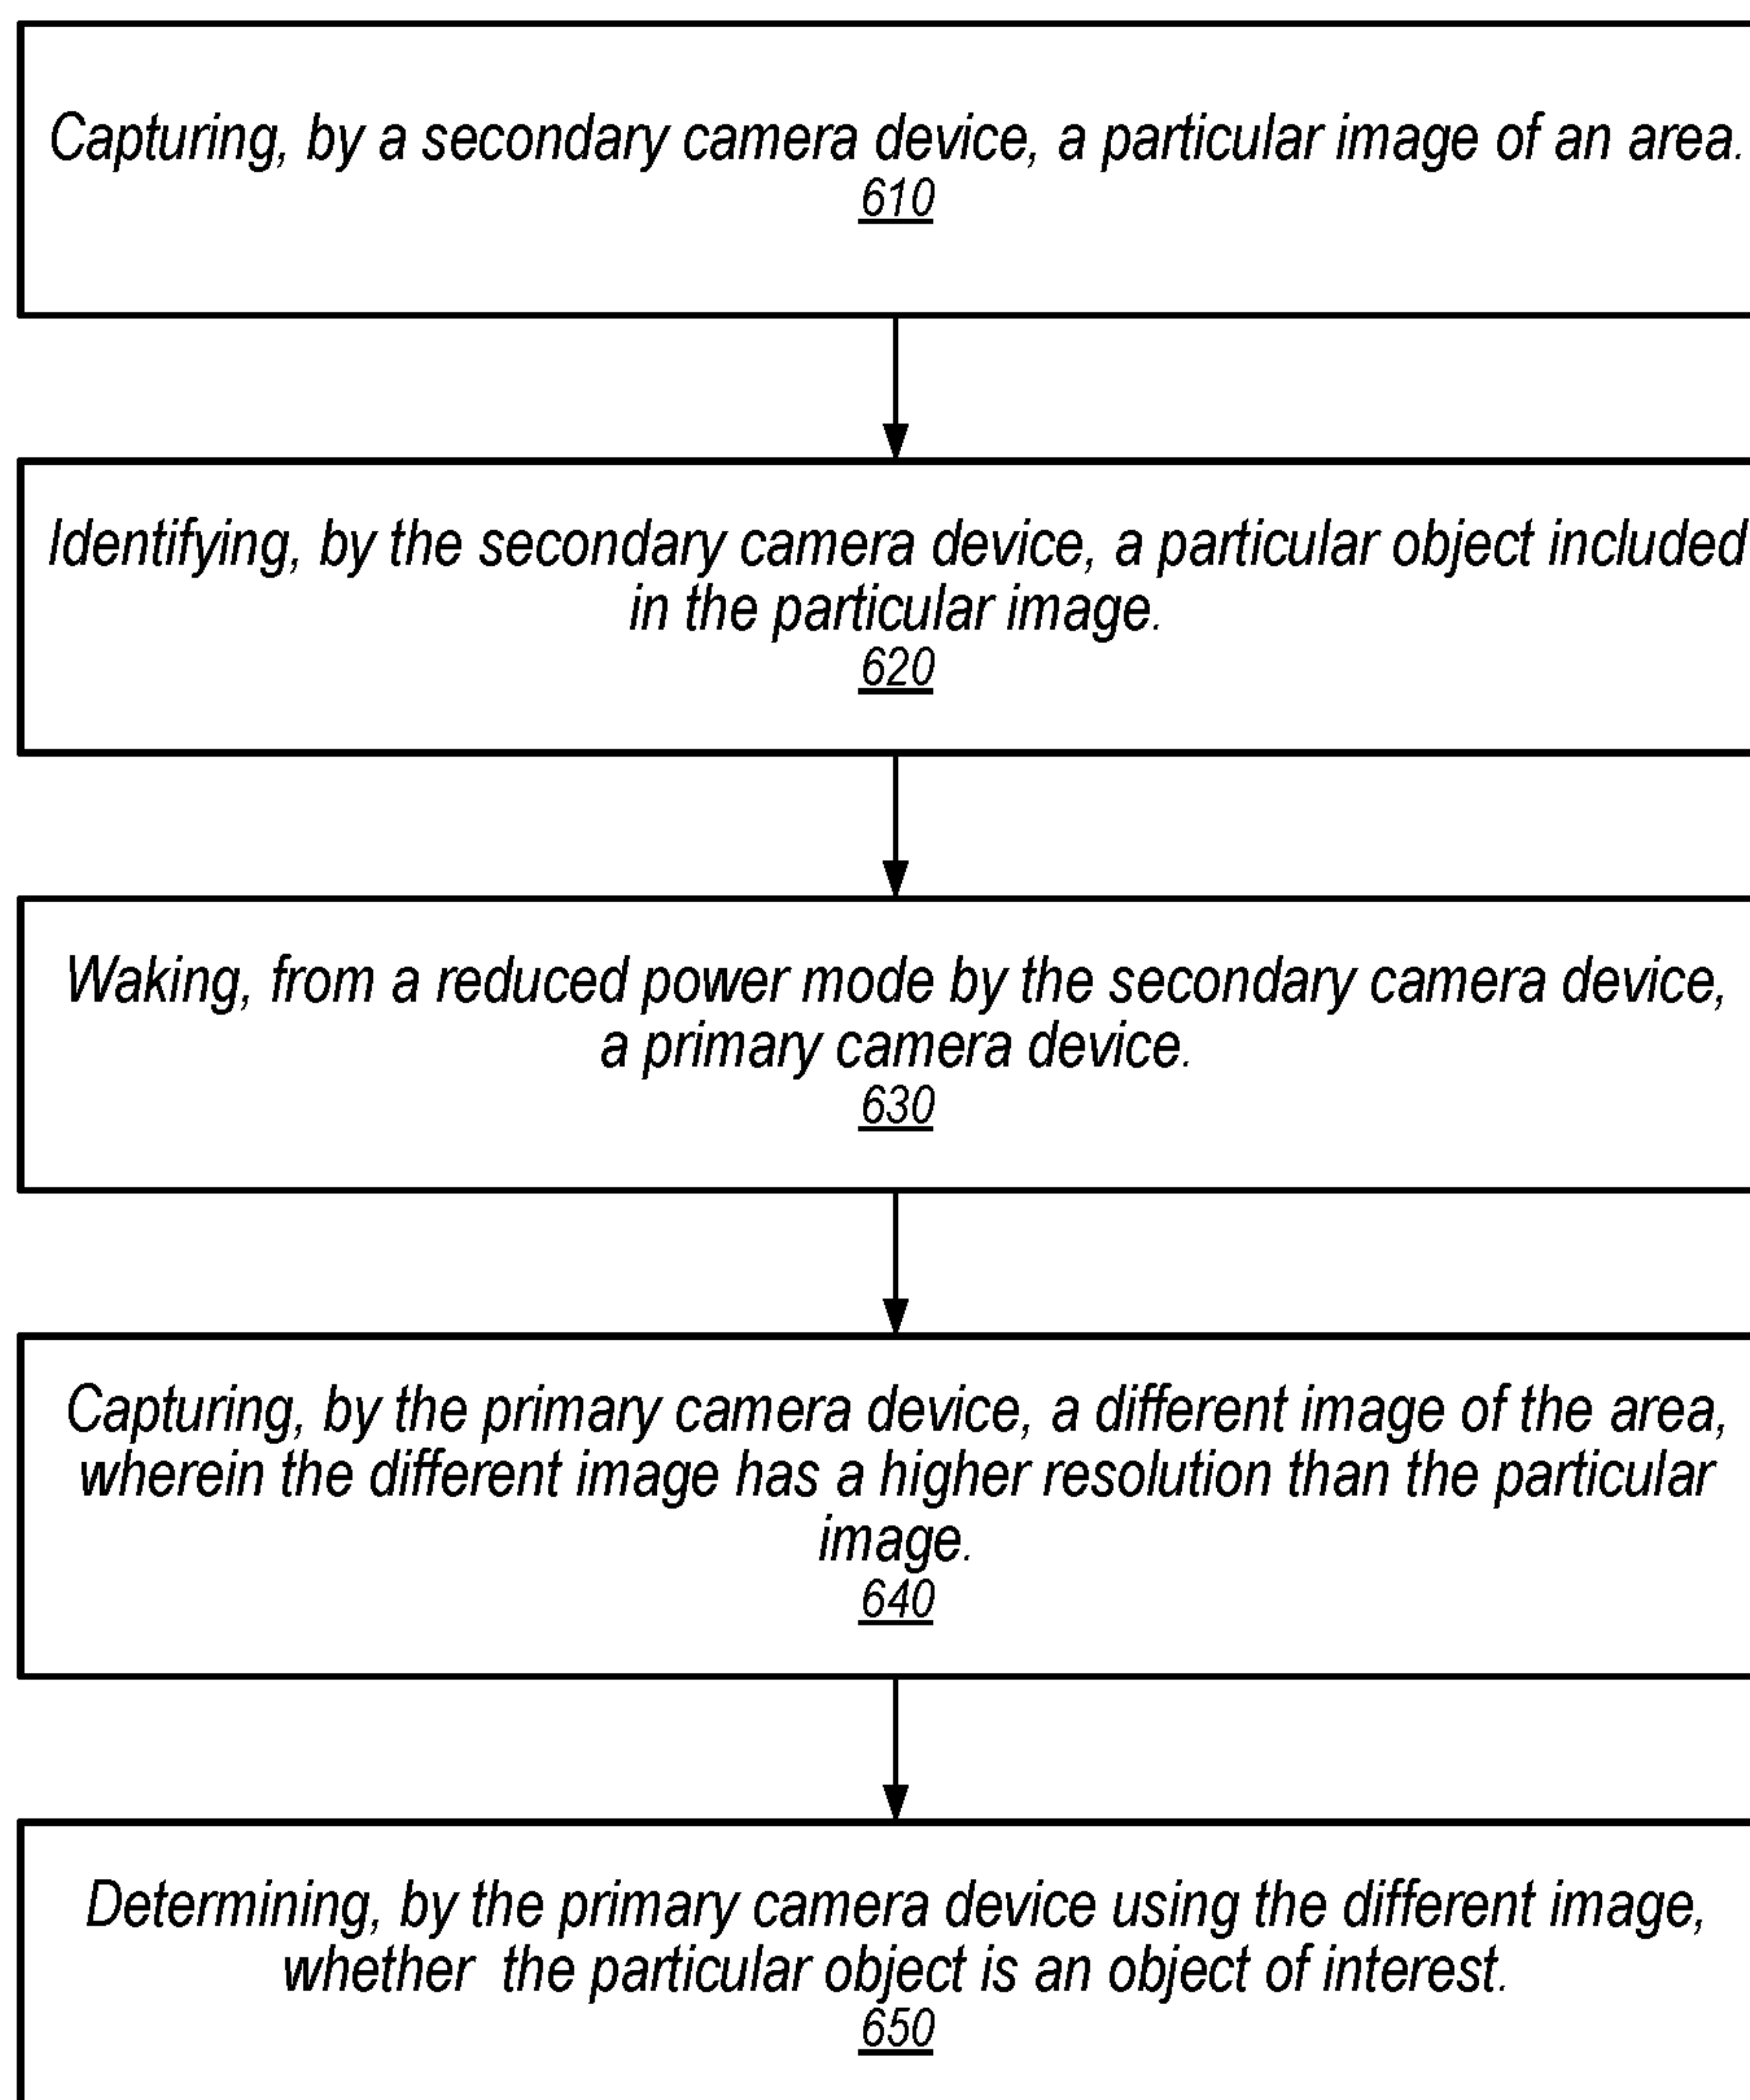 Capturing, by a secondary camera device, a particular image of an area.
610
Identifying, by the secondary camera device, a particular object included
in the particular image.
620
Waking, from a reduced power mode by the secondary camera device,
a primary camera device.
630
Capturing, by the primary camera device, a different image of the area,
wherein the different image has a higher resolution than the particular
image.
640
Determining, by the primary camera device using the different image,
whether the particular object is an object of interest.
650